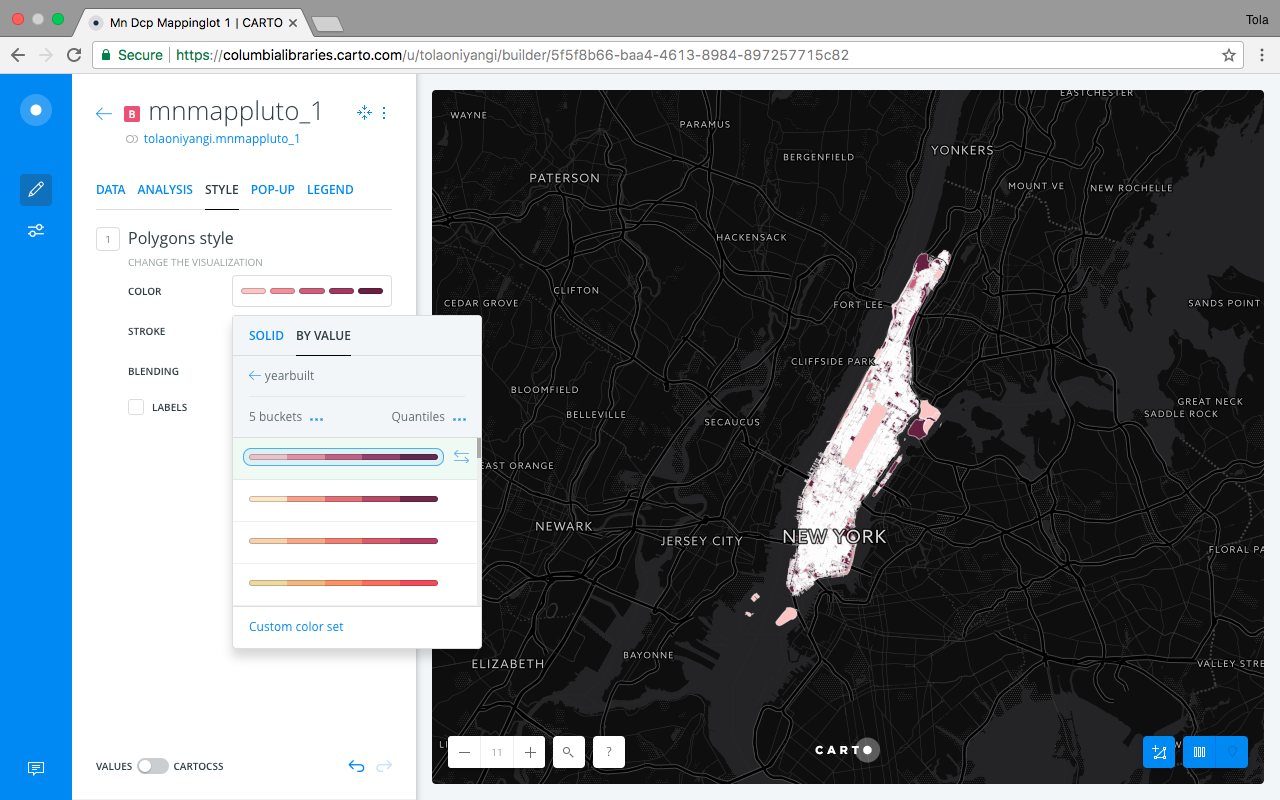 Mn Dcp Mappinglot 1 | CARTO
Tola
Secure https://columbialibraries.carto.com/u/tolaoniyangi/builder/5f5f8b66-baa4-4613-8984-897257715c82
B mnmappluto_1
tolaoniyangi.mnmappluto_1
DATA ANALYSIS STYLE POP-UP LEGEND
1 Polygons style
CHANGE THE VISUALIZATION
COLOR
STROKE
BLENDING
LABELS
SOLID BY VALUE
yearbuilt
5 buckets ... Quantiles ...
Custom color set
VALUES CARTOCSS
EASTCHESTER
WAYNE
PARAMUS
YONKERS
BERGENFIELD
PATERSON
MOUNT VE
NEW ROCHELLE
HACKENSACK
CLIFTON
CEDAR GROVE
FORT LEE
SANDS POINT
CLIFFSIDE PARK
BLOOMFIELD
GREAT NECK
BELLEVILLE
SADDLE ROCK
SECAUCUS
EAST ORANGE
NEWARK
JERSEY CITY
NEW YORK
FLORAL PA
BAYONNE
ELIZABETH
VALLEY STRE
LI
11
?
CARTO